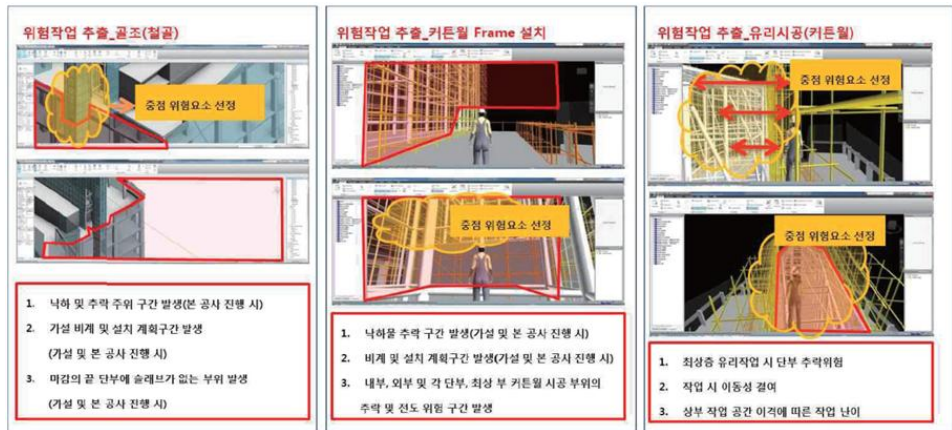 위험작업 추출_골조(철골)
중점 위험요소 선정
1. 낙하 및 추락 주위 구간 발생(본 공사 진행 시)
2. 가설 비계 및 설치 계획구간 발생
(가설 및 본 공사 진행 시)
3. 마감의 끝 단부에 슬래브가 없는 부위 발생
(가설 및 본 공사 진행 시)
위험작업 추출_커튼월 Frame 설치
중점 위험요소 선정
1. 낙하물 추락 구간 발생(가설 및 본 공사 진행 시)
2. 비계 및 설치 계획구간 발생(가설 및 본 공사 진행 시)
3. 내부, 외부 및 각 단부, 최상 부 커튼월 시공 부위의
추락 및 전도 위험 구간 발생
위험작업 추출_유리시공(커튼월)
중점 위험요소 선정
중점 위험요소 선정
1. 최상층 유리작업 시 단부 추락위험
2. 작업 시 이동성 결여
3. 상부 작업 공간 이격에 따른 작업 난이